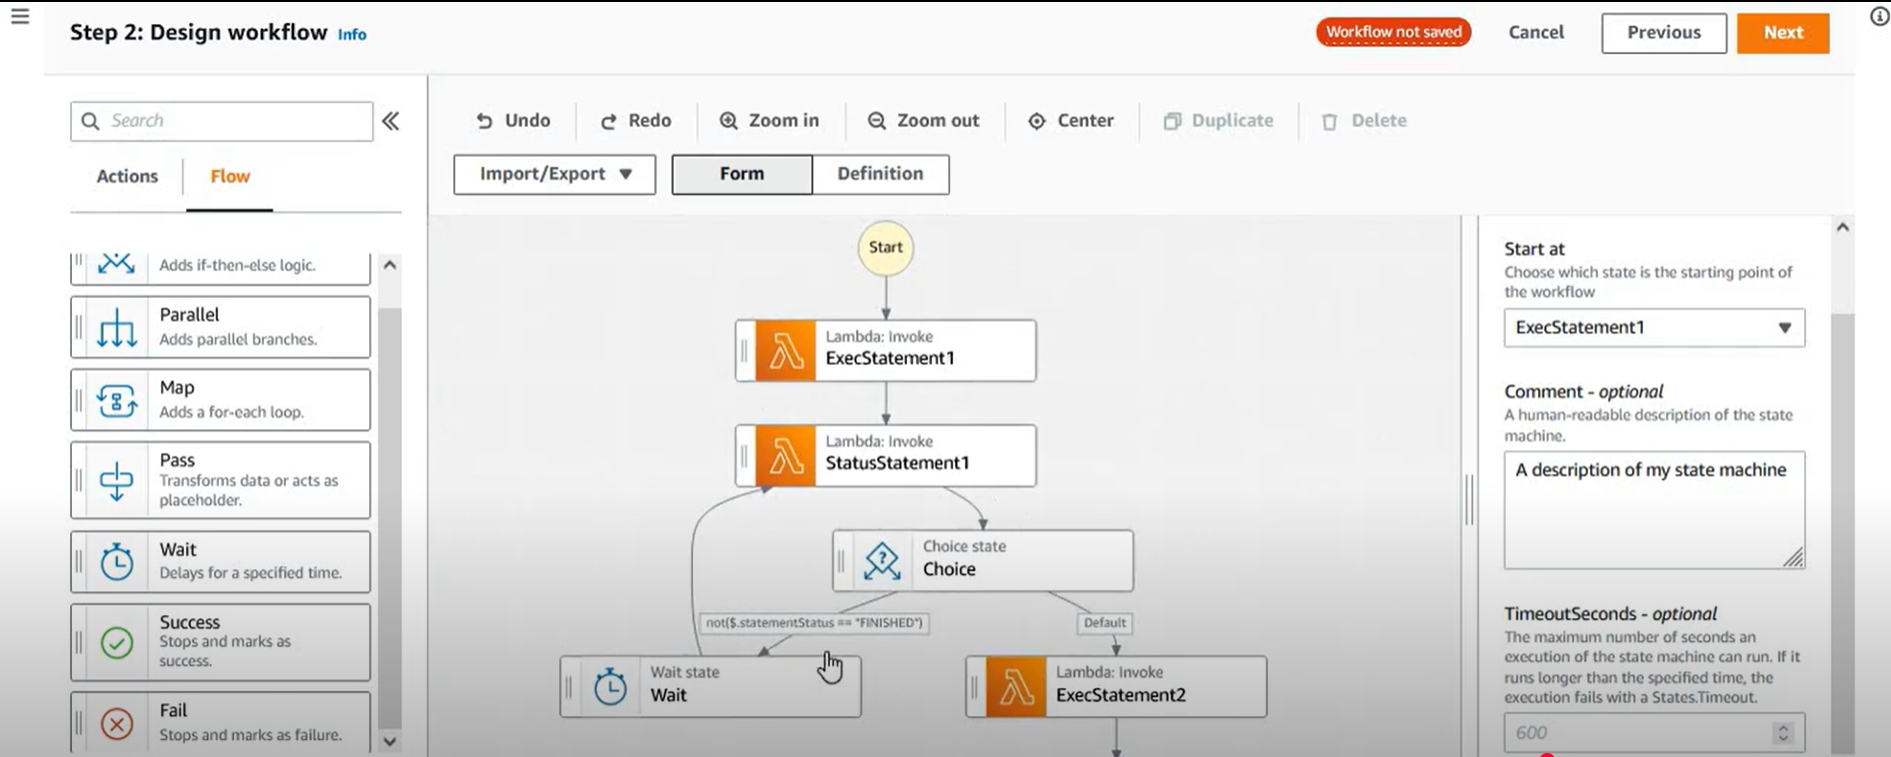 Step 2: Design workflow Info
Workflow not saved
Cancel
Previous
Next
Search
Actions
Flow
Adds if-then-else logic.
Parallel
Adds parallel branches.
Map
Adds a for-each loop.
Pass
Transforms data or acts as
placeholder.
Wait
Delays for a specified time.
Success
Stops and marks as
success.
Fail
Stops and marks as failure.
Undo
Redo
Zoom in
Zoom out
Center
Duplicate
Delete
Import/Export
Form
Definition
Start
Lambda: Invoke
ExecStatement1
Lambda: Invoke
StatusStatement1
Choice state
Choice
not($.statementStatus == "FINISHED")
Default
Wait state
Wait
Lambda: Invoke
ExecStatement2
Start at
Choose which state is the starting point of
the workflow
ExecStatement1
Comment - optional
A human-readable description of the state
machine.
A description of my state machine
TimeoutSeconds - optional
The maximum number of seconds an
execution of the state machine can run. If it
runs longer than the specified time, the
execution fails with a States.Timeout.
600